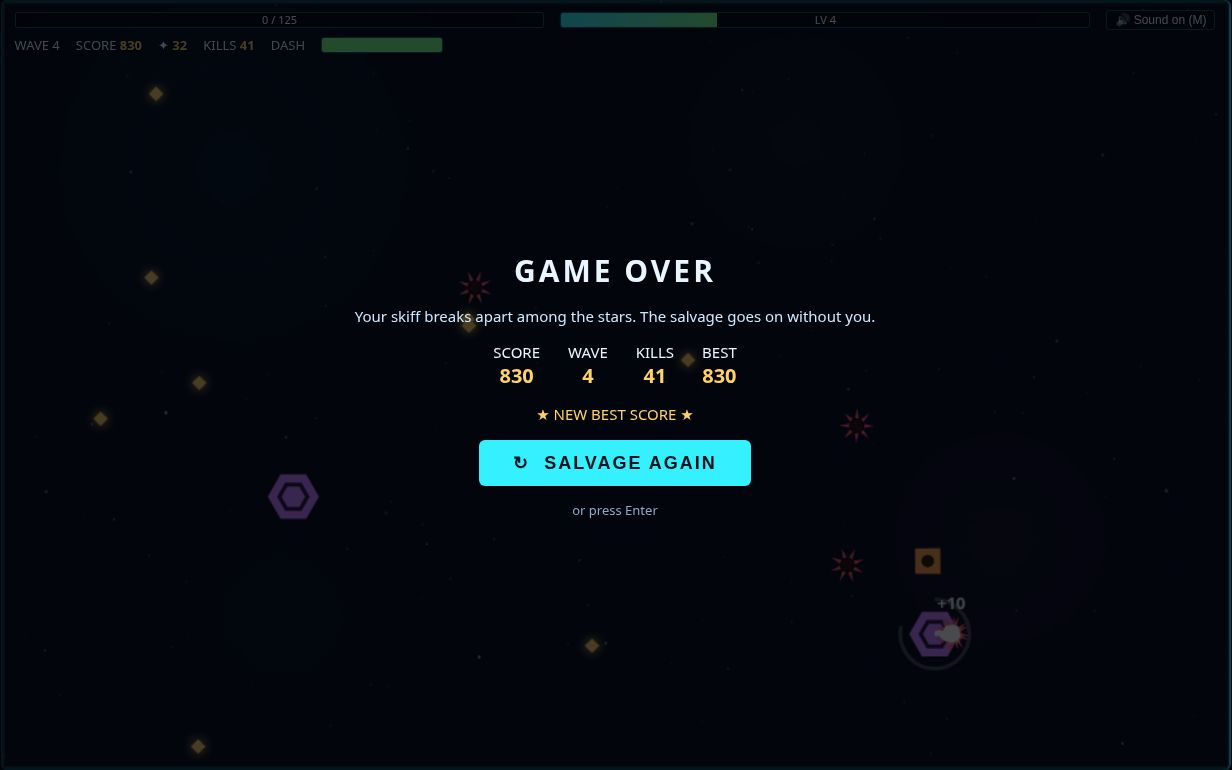 0 / 125
LV 4
🔊 Sound on (M)
WAVE 4 SCORE 830 ✦ 32 KILLS 41 DASH
GAME OVER
Your skiff breaks apart among the stars. The salvage goes on without you.
SCORE WAVE KILLS BEST
830 4 41 830
★ NEW BEST SCORE ★
↻ SALVAGE AGAIN
or press Enter
+10